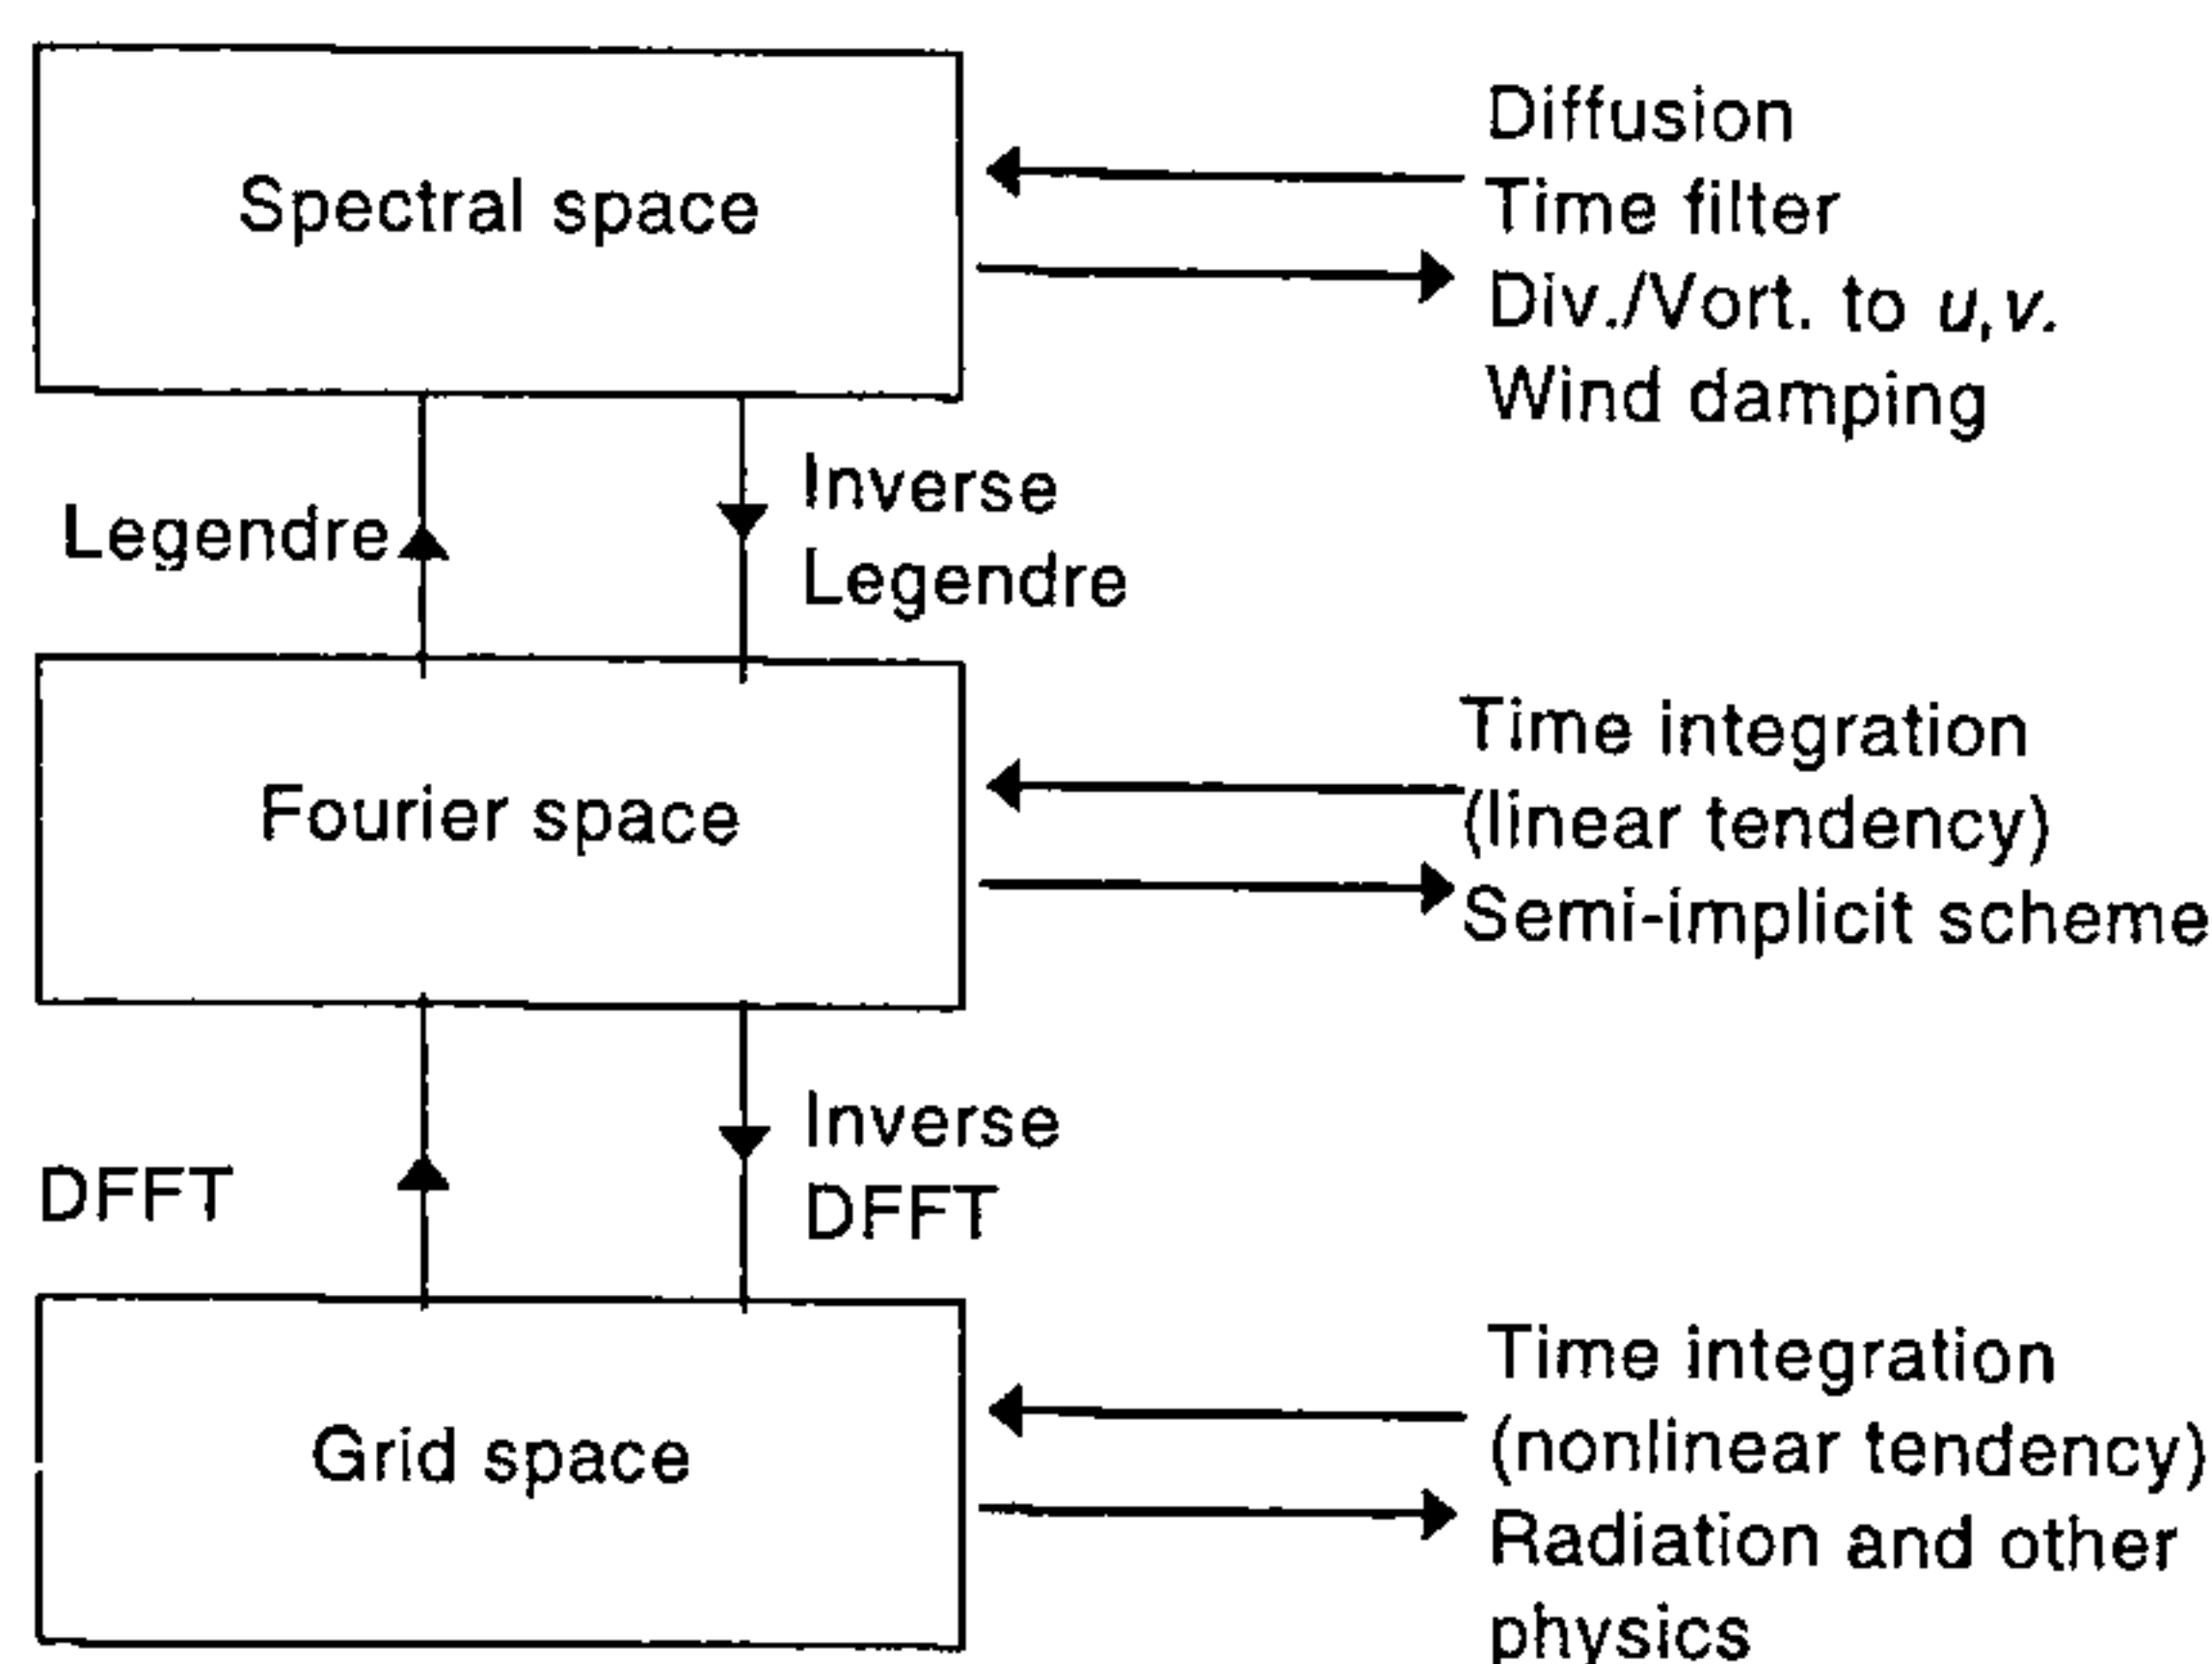 Spectral space
Diffusion
Time filter
Div./Vort. to u,v.
Wind damping
Legendre
Inverse
Legendre
Fourier space
Time integration
(linear tendency)
Semi-implicit scheme
DFFT
Inverse
DFFT
Grid space
Time integration
(nonlinear tendency)
Radiation and other
physics